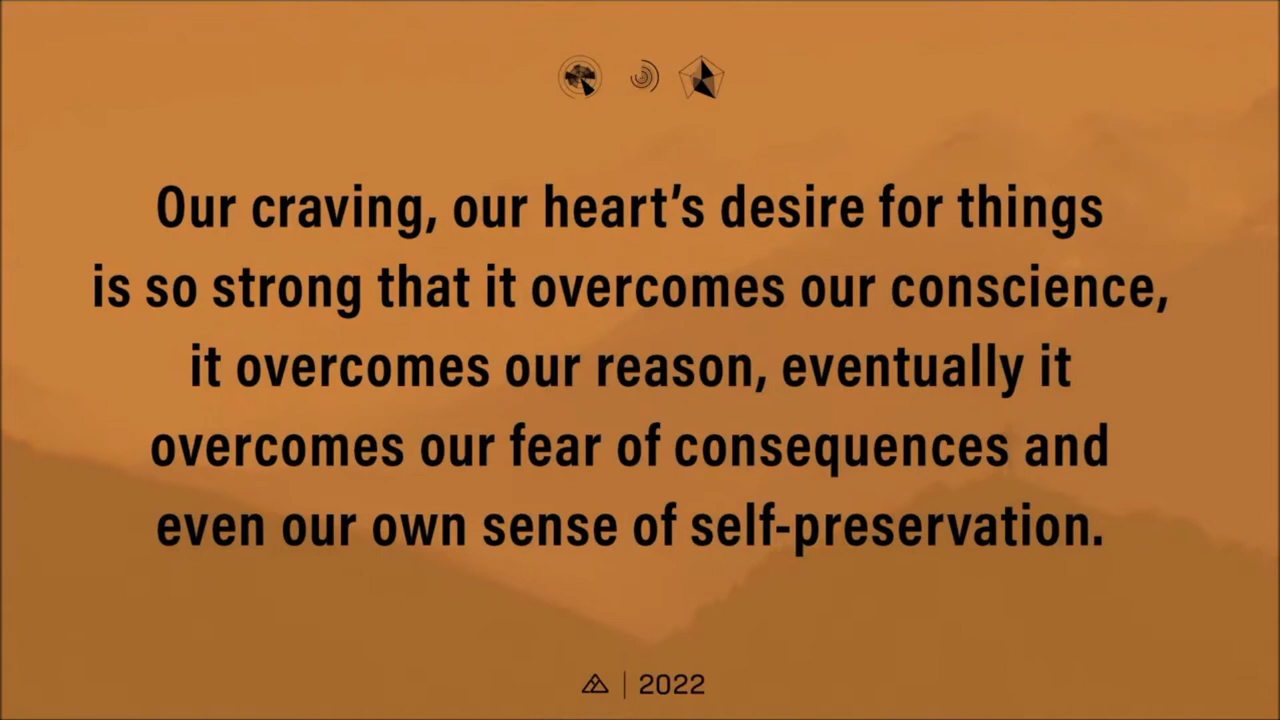 Our craving, our heart’s desire for things
is so strong that it overcomes our conscience,
it overcomes our reason, eventually it
overcomes our fear of consequences and
even our own sense of self-preservation.
2022